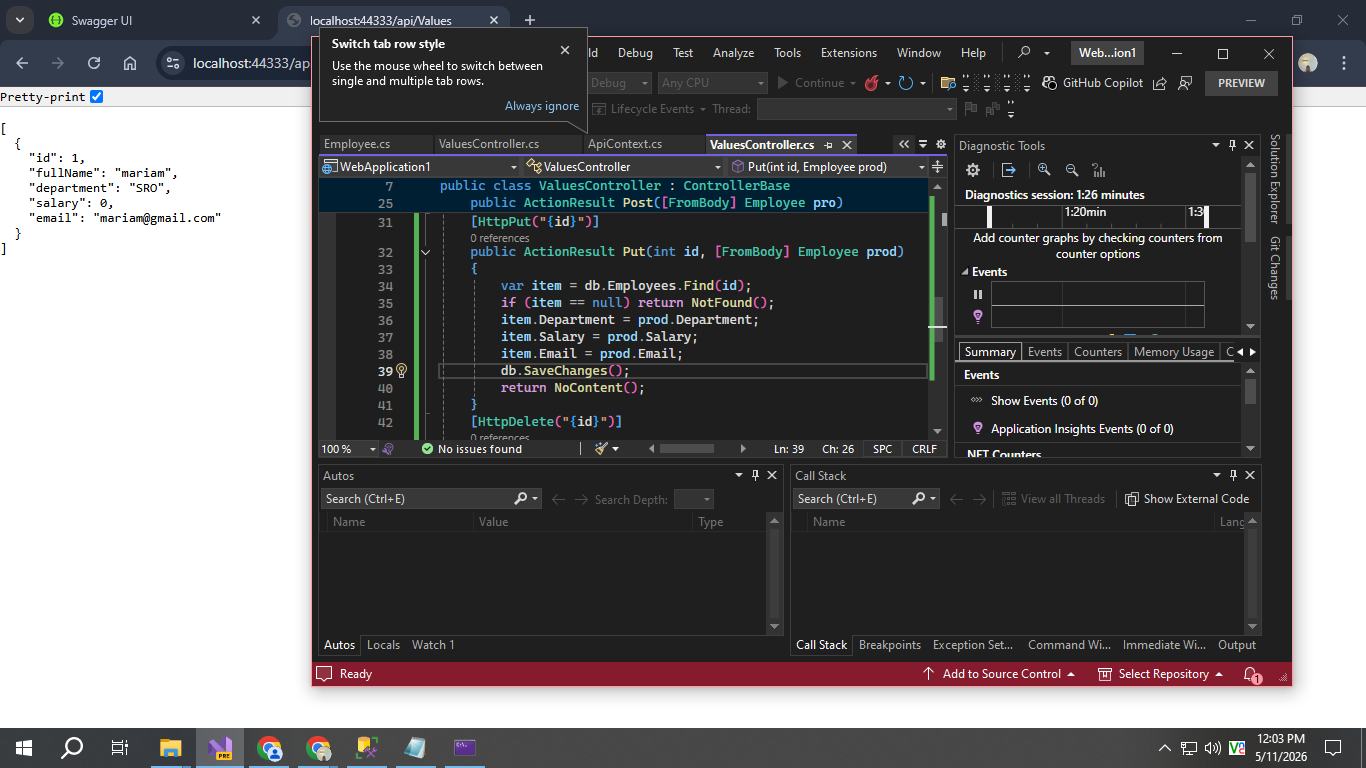 Swagger UI
localhost:44333/api/Values
localhost:44333/ap
Pretty-print
[
{
"id": 1,
"fullName": "mariam",
"department": "SRO",
"salary": 0,
"email": "mariam@gmail.com"
}
]
Switch tab row style
Use the mouse wheel to switch between
single and multiple tab rows.
Always ignore
ld Debug Test Analyze Tools Extensions Window Help Web...ion1
Debug Any CPU Continue GitHub Copilot PREVIEW
Lifecycle Events Thread:
Employee.cs ValuesController.cs ApiContext.cs ValuesController.cs
WebApplication1 ValuesController Put(int id, Employee prod)
7 public class ValuesController : ControllerBase
25 public ActionResult Post([FromBody] Employee pro)
31 [HttpPut("{id}")]
0 references
32 public ActionResult Put(int id, [FromBody] Employee prod)
33 {
34 var item = db.Employees.Find(id);
35 if (item == null) return NotFound();
36 item.Department = prod.Department;
37 item.Salary = prod.Salary;
38 item.Email = prod.Email;
39 db.SaveChanges();
40 return NoContent();
41 }
42 [HttpDelete("{id}")]
0 references
100 % No issues found Ln: 39 Ch: 26 SPC CRLF
Diagnostic Tools
Diagnostics session: 1:26 minutes
1:20min 1:3
Add counter graphs by checking counters from
counter options
Events
Summary Events Counters Memory Usage C
Events
Show Events (0 of 0)
Application Insights Events (0 of 0)
.NET Counters
Solution Explorer
Git Changes
Autos
Search (Ctrl+E) Search Depth:
Name Value Type
Autos Locals Watch 1
Call Stack
Search (Ctrl+E) View all Threads Show External Code
Name Lang
Call Stack Breakpoints Exception Set... Command Wi... Immediate Wi... Output
Ready Add to Source Control Select Repository 1
PRE
12:03 PM
5/11/2026